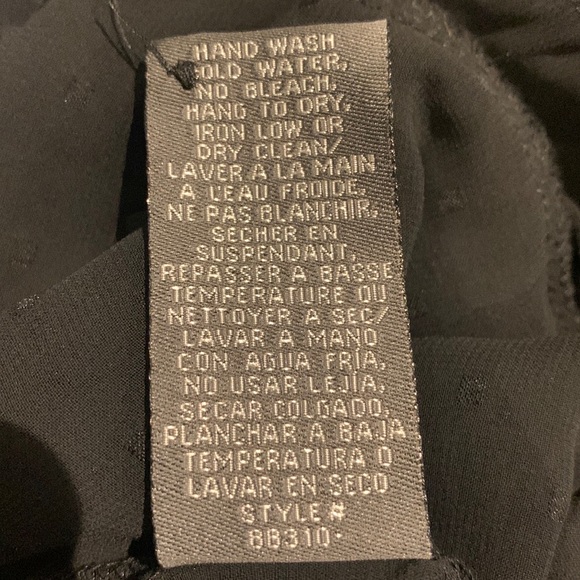 HAND WASH
COLD WATER,
NO BLEACH,
HANG TO DRY,
IRON LOW OR
DRY CLEAN/
LAVER A LA MAIN
A L'EAU FROIDE,
NE PAS BLANCHIR,
SECHER EN
SUSPENDANT,
REPASSER A BASSE
TEMPERATURE OU
NETTOYER A SEC/
LAVAR A MANO
CON AGUA FRÍA,
NO USAR LEJÍA,
SECAR COLGADO,
PLANCHAR A BAJA
TEMPERATURA O
LAVAR EN SECO
STYLE#
8B310·